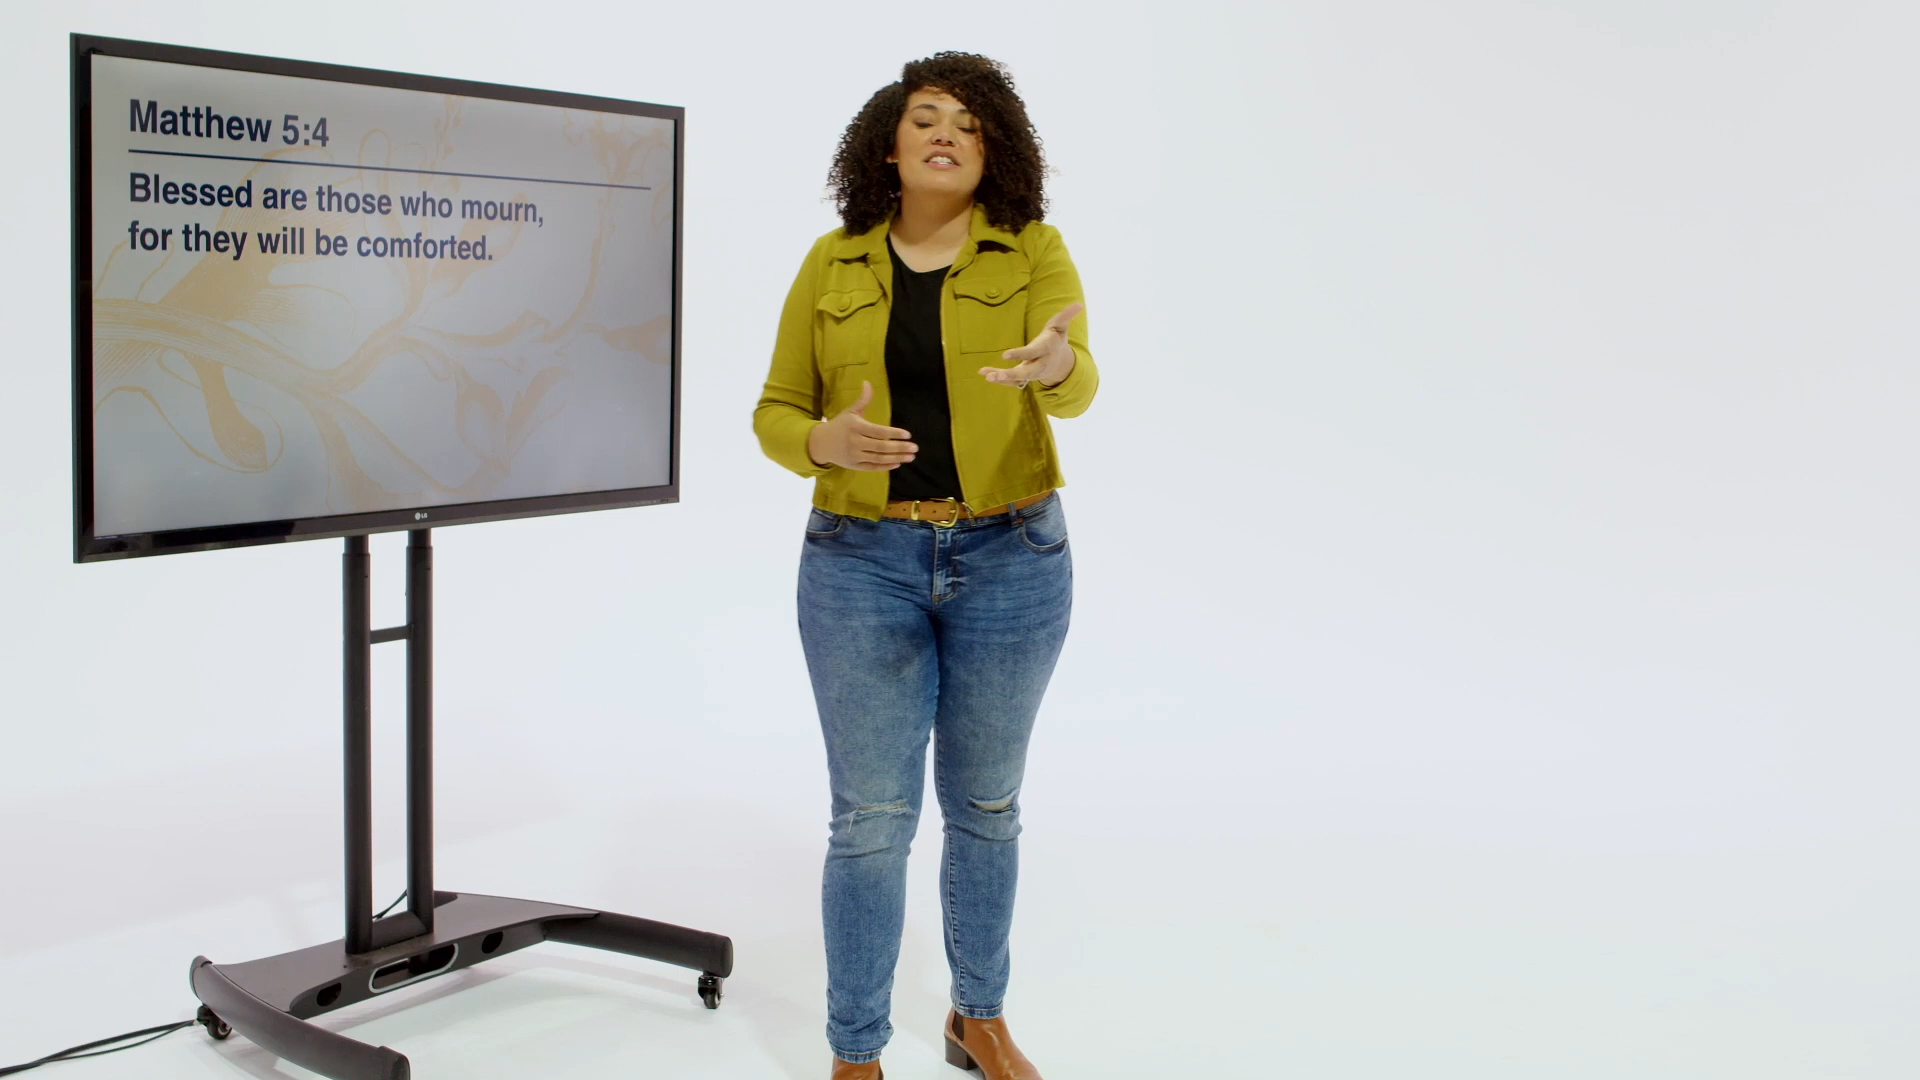 Matthew 5:4
Blessed are those who mourn,
for they will be comforted.
LG